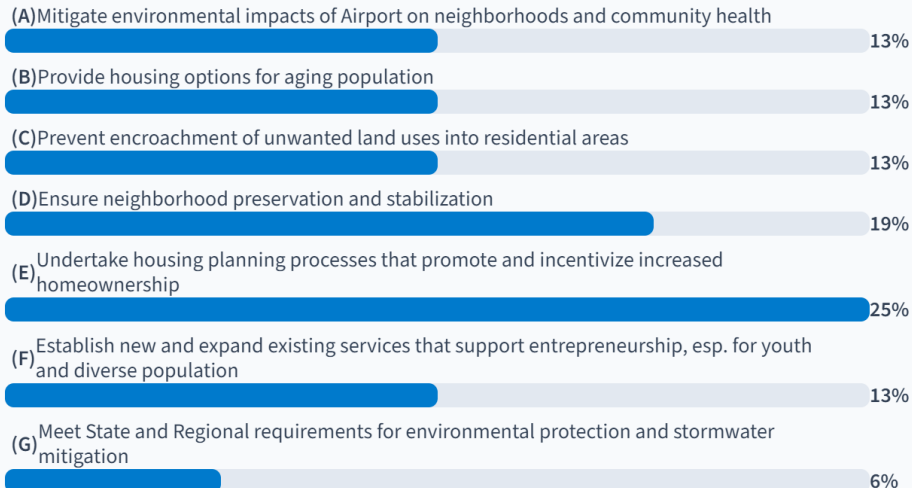 (A)Mitigate environmental impacts of Airport on neighborhoods and community health
13%
(B)Provide housing options for aging population
13%
(C)Prevent encroachment of unwanted land uses into residential areas
13%
(D)Ensure neighborhood preservation and stabilization
19%
(E)Undertake housing planning processes that promote and incentivize increased
homeownership
25%
(F)Establish new and expand existing services that support entrepreneurship, esp. for youth
and diverse population
13%
(G)Meet State and Regional requirements for environmental protection and stormwater
mitigation
6%